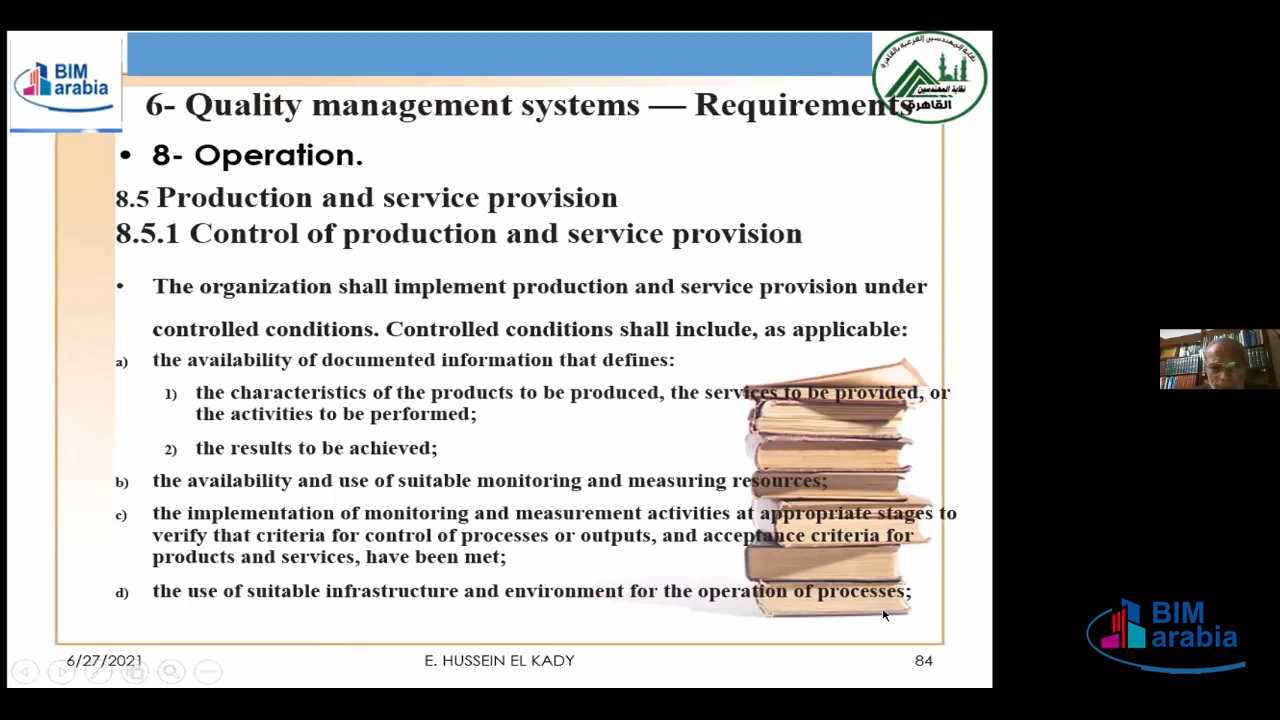 BIM
arabia
نقابة المهندسين الفرعية بالقاهرة
نقابة المهندسين
القاهرة
6- Quality management systems — Requirements
• 8- Operation.
8.5 Production and service provision
8.5.1 Control of production and service provision
• The organization shall implement production and service provision under
controlled conditions. Controlled conditions shall include, as applicable:
a) the availability of documented information that defines:
1) the characteristics of the products to be produced, the services to be provided, or
the activities to be performed;
2) the results to be achieved;
b) the availability and use of suitable monitoring and measuring resources;
c) the implementation of monitoring and measurement activities at appropriate stages to
verify that criteria for control of processes or outputs, and acceptance criteria for
products and services, have been met;
d) the use of suitable infrastructure and environment for the operation of processes;
6/27/2021
E. HUSSEIN EL KADY
84
BIM
arabia